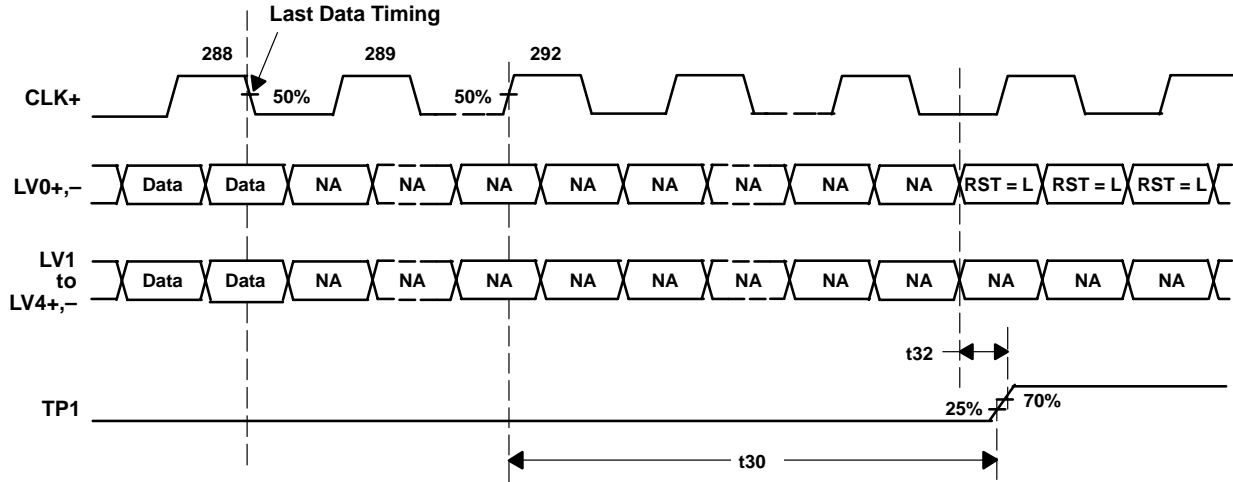 Last Data Timing
288 289 292
CLK+ 50% 50%
LV0+,– Data Data NA NA NA NA NA NA NA NA RST = L RST = L RST = L
LV1
to
LV4+,– Data Data NA NA NA NA NA NA NA NA NA NA NA
t32
TP1 25% 70%
t30